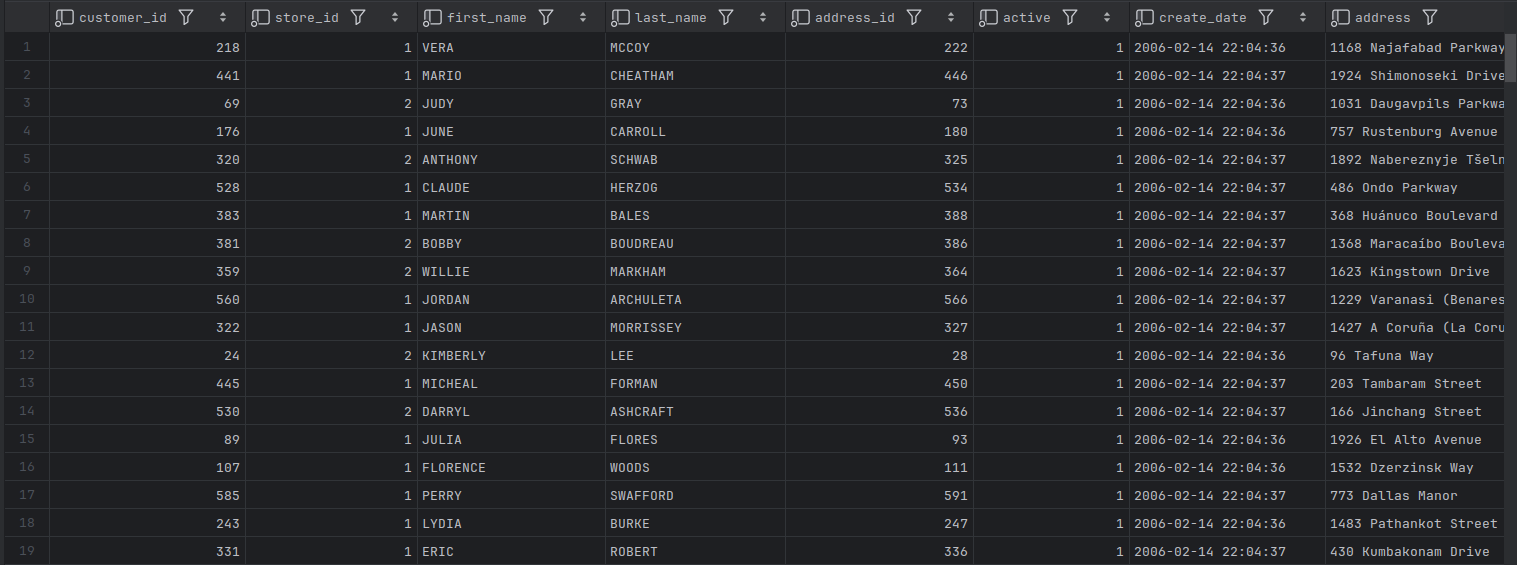 customer_id store_id first_name last_name address_id active create_date address
1 218 1 VERA MCCOY 222 1 2006-02-14 22:04:36 1168 Najafabad Parkway
2 441 1 MARIO CHEATHAM 446 1 2006-02-14 22:04:37 1924 Shimonoseki Drive
3 69 2 JUDY GRAY 73 1 2006-02-14 22:04:36 1031 Daugavpils Parkwa
4 176 1 JUNE CARROLL 180 1 2006-02-14 22:04:36 757 Rustenburg Avenue
5 320 2 ANTHONY SCHWAB 325 1 2006-02-14 22:04:37 1892 Nabereznyje Tšeln
6 528 1 CLAUDE HERZOG 534 1 2006-02-14 22:04:37 486 Ondo Parkway
7 383 1 MARTIN BALES 388 1 2006-02-14 22:04:37 368 Huánuco Boulevard
8 381 2 BOBBY BOUDREAU 386 1 2006-02-14 22:04:37 1368 Maracaíbo Bouleva
9 359 2 WILLIE MARKHAM 364 1 2006-02-14 22:04:37 1623 Kingstown Drive
10 560 1 JORDAN ARCHULETA 566 1 2006-02-14 22:04:37 1229 Varanasi (Benares
11 322 1 JASON MORRISSEY 327 1 2006-02-14 22:04:37 1427 A Coruña (La Coru
12 24 2 KIMBERLY LEE 28 1 2006-02-14 22:04:36 96 Tafuna Way
13 445 1 MICHEAL FORMAN 450 1 2006-02-14 22:04:37 203 Tambaram Street
14 530 2 DARRYL ASHCRAFT 536 1 2006-02-14 22:04:37 166 Jinchang Street
15 89 1 JULIA FLORES 93 1 2006-02-14 22:04:36 1926 El Alto Avenue
16 107 1 FLORENCE WOODS 111 1 2006-02-14 22:04:36 1532 Dzerzinsk Way
17 585 1 PERRY SWAFFORD 591 1 2006-02-14 22:04:37 773 Dallas Manor
18 243 1 LYDIA BURKE 247 1 2006-02-14 22:04:36 1483 Pathankot Street
19 331 1 ERIC ROBERT 336 1 2006-02-14 22:04:37 430 Kumbakonam Drive